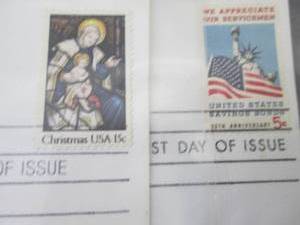 Christmas USA 15c
OF ISSUE
WE APPRECIATE
OUR SERVICEMEN
UNITED STATES
SAVINGS BONDS
25TH ANNIVERSARY 5c
ST DAY OF ISSUE